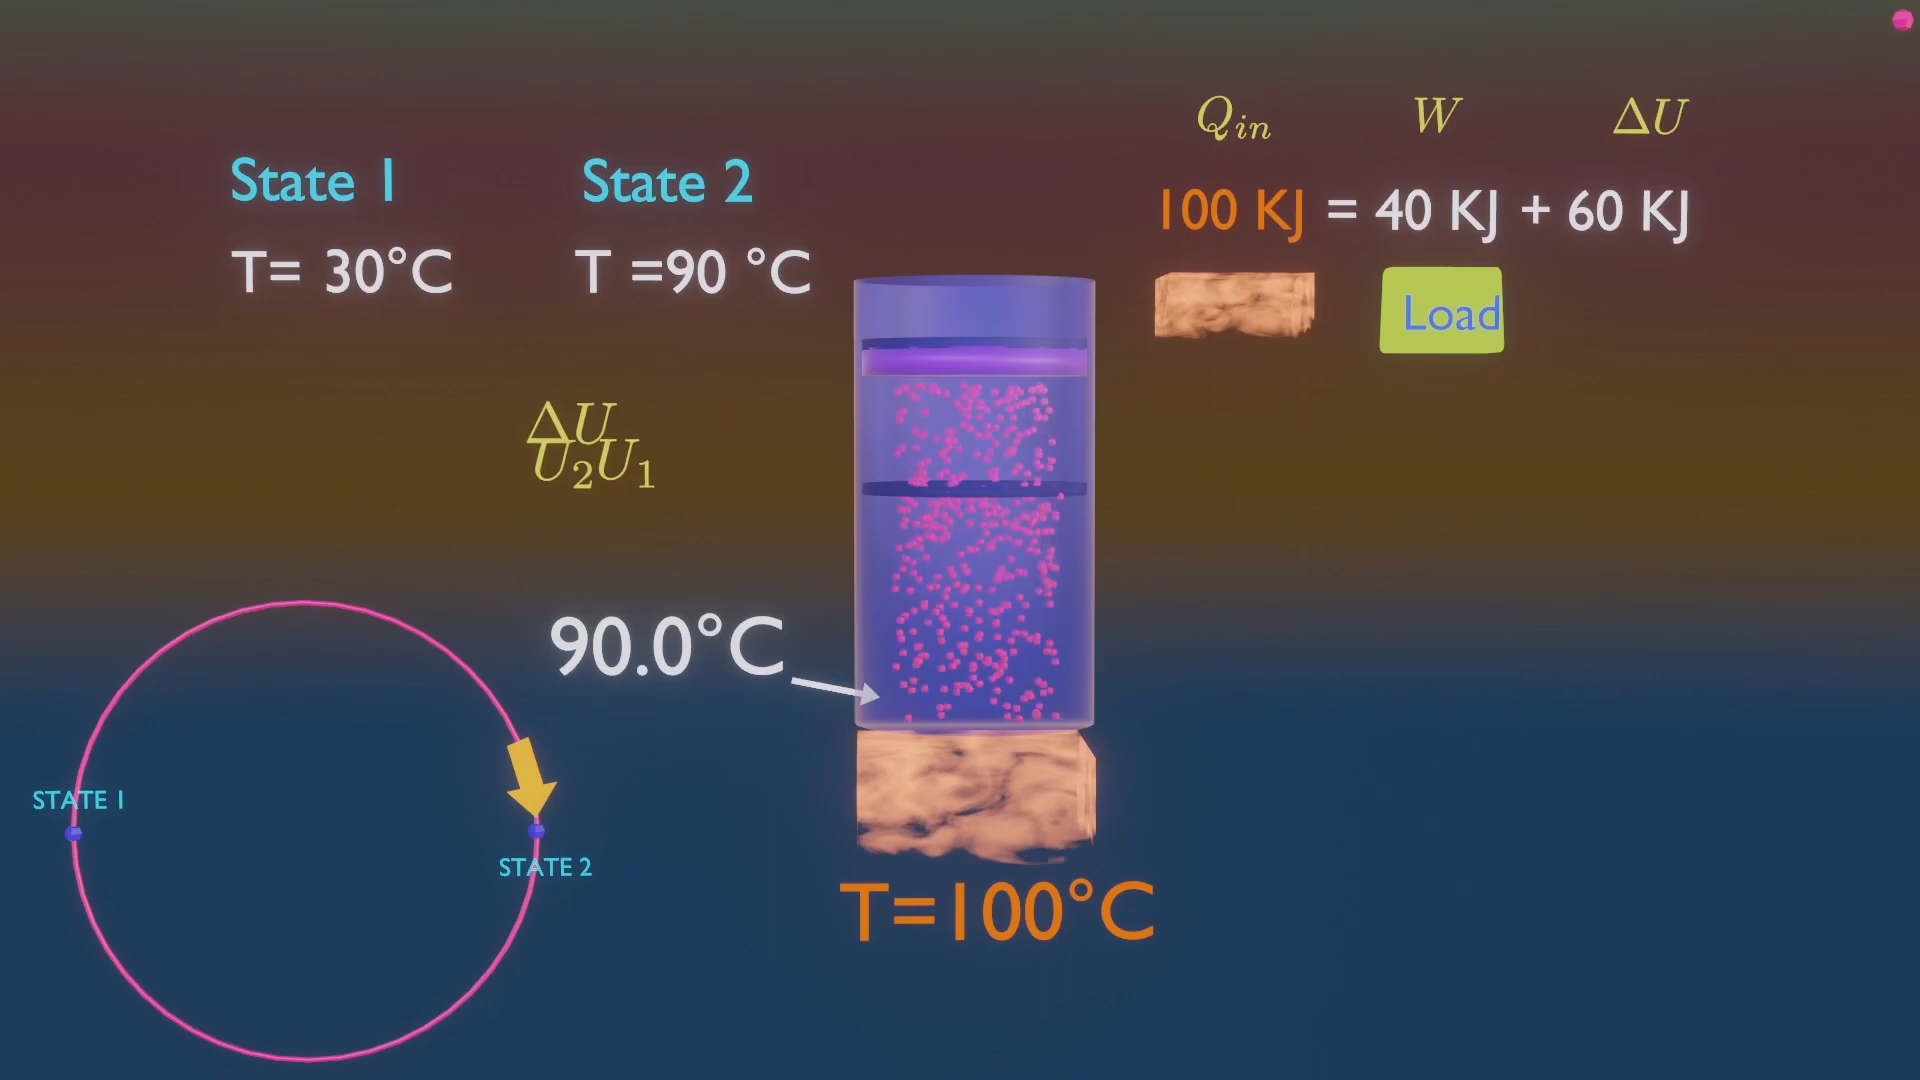 Q_in W ΔU
State 1 State 2
100 KJ = 40 KJ + 60 KJ
T= 30°C T =90 °C
Load
ΔU
U₂U₁
90.0°C
STATE 1
STATE 2
T=100°C